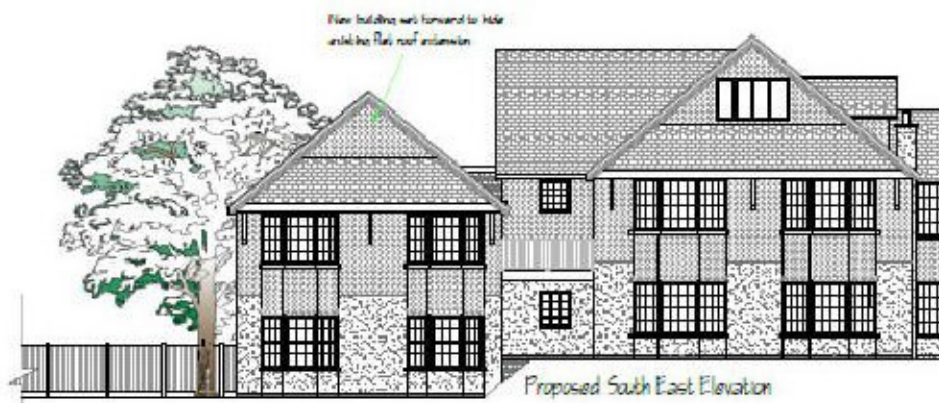 New building set forward to hide
existing flat roof extension
Proposed South East Elevation